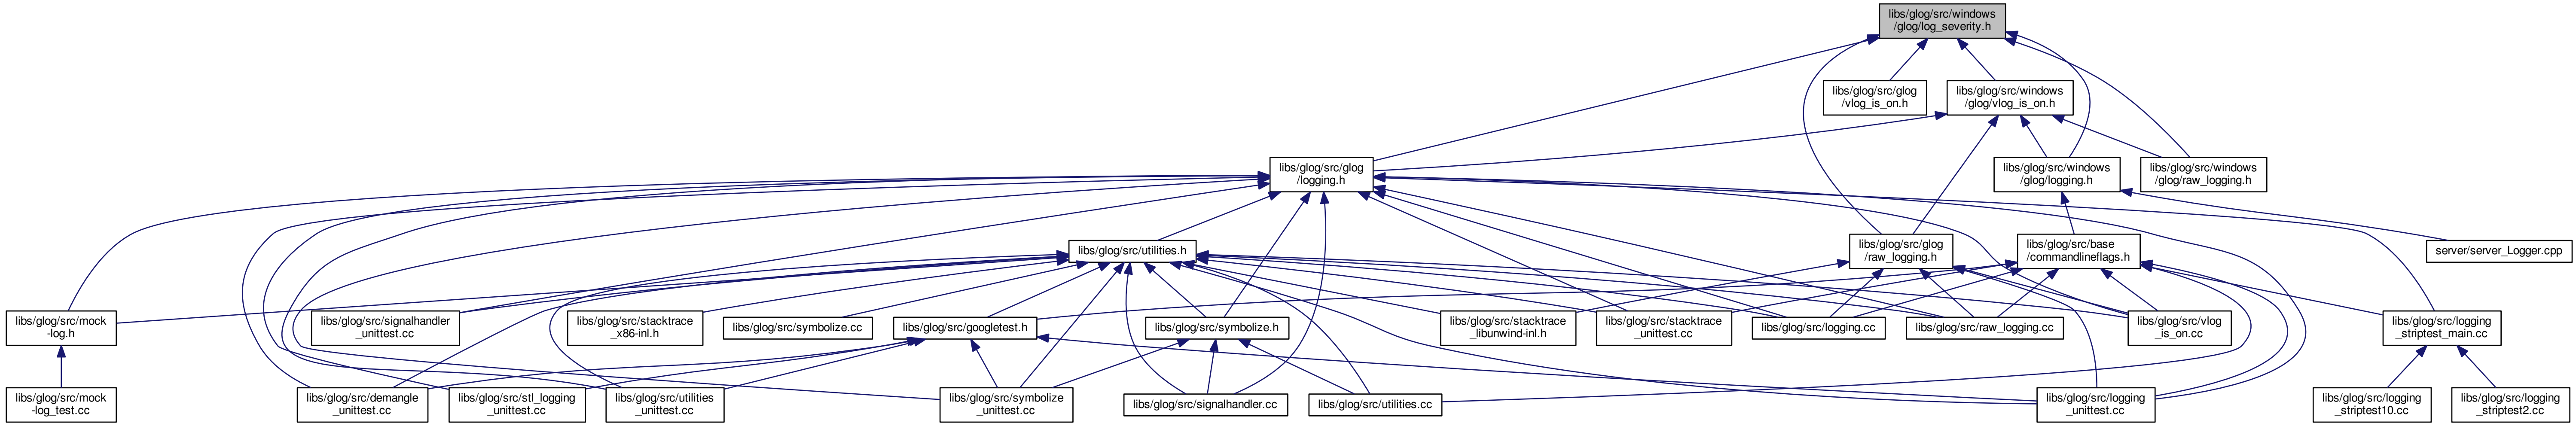 libs/glog/src/windows
/glog/log_severity.h
libs/glog/src/glog
/vlog_is_on.h
libs/glog/src/windows
/glog/vlog_is_on.h
libs/glog/src/glog
/logging.h
libs/glog/src/windows
/glog/logging.h
libs/glog/src/windows
/glog/raw_logging.h
libs/glog/src/utilities.h
libs/glog/src/glog
/raw_logging.h
libs/glog/src/base
/commandlineflags.h
server/server_Logger.cpp
libs/glog/src/mock
-log.h
libs/glog/src/signalhandler
_unittest.cc
libs/glog/src/stacktrace
_x86-inl.h
libs/glog/src/symbolize.cc
libs/glog/src/googletest.h
libs/glog/src/symbolize.h
libs/glog/src/stacktrace
_libunwind-inl.h
libs/glog/src/stacktrace
_unittest.cc
libs/glog/src/logging.cc
libs/glog/src/raw_logging.cc
libs/glog/src/vlog
_is_on.cc
libs/glog/src/logging
_striptest_main.cc
libs/glog/src/mock
-log_test.cc
libs/glog/src/demangle
_unittest.cc
libs/glog/src/stl_logging
_unittest.cc
libs/glog/src/utilities
_unittest.cc
libs/glog/src/symbolize
_unittest.cc
libs/glog/src/signalhandler.cc
libs/glog/src/utilities.cc
libs/glog/src/logging
_unittest.cc
libs/glog/src/logging
_striptest10.cc
libs/glog/src/logging
_striptest2.cc